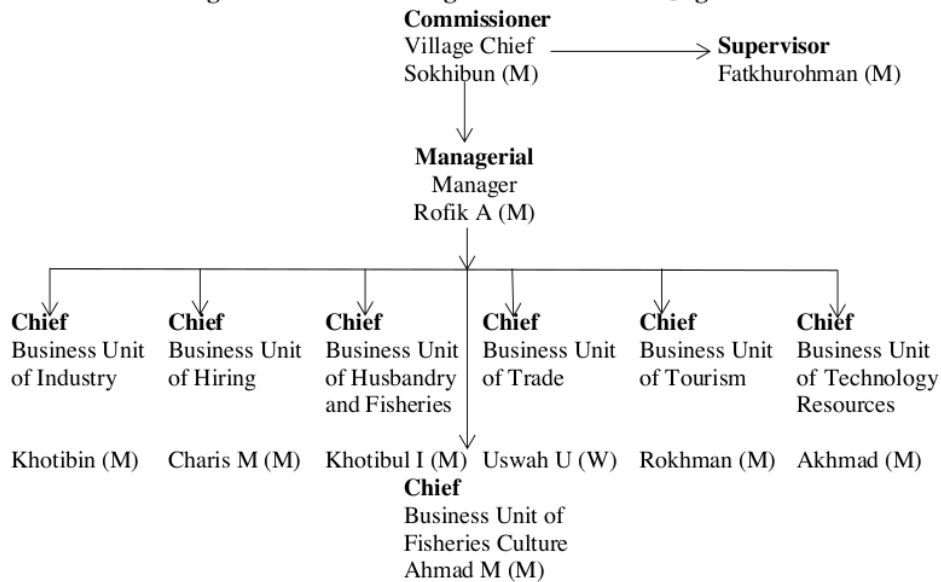 Commissioner
Village Chief
Sokhibun (M)
Supervisor
Fatkhurohman (M)
Managerial
Manager
Rofik A (M)
Chief
Business Unit
of Industry
Khotibin (M)
Chief
Business Unit
of Hiring
Charis M (M)
Chief
Business Unit
of Husbandry
and Fisheries
Khotibul I (M)
Chief
Business Unit
of Trade
Uswah U (W)
Chief
Business Unit
of Tourism
Rokhman (M)
Chief
Business Unit
of Technology
Resources
Akhmad (M)
Chief
Business Unit of
Fisheries Culture
Ahmad M (M)